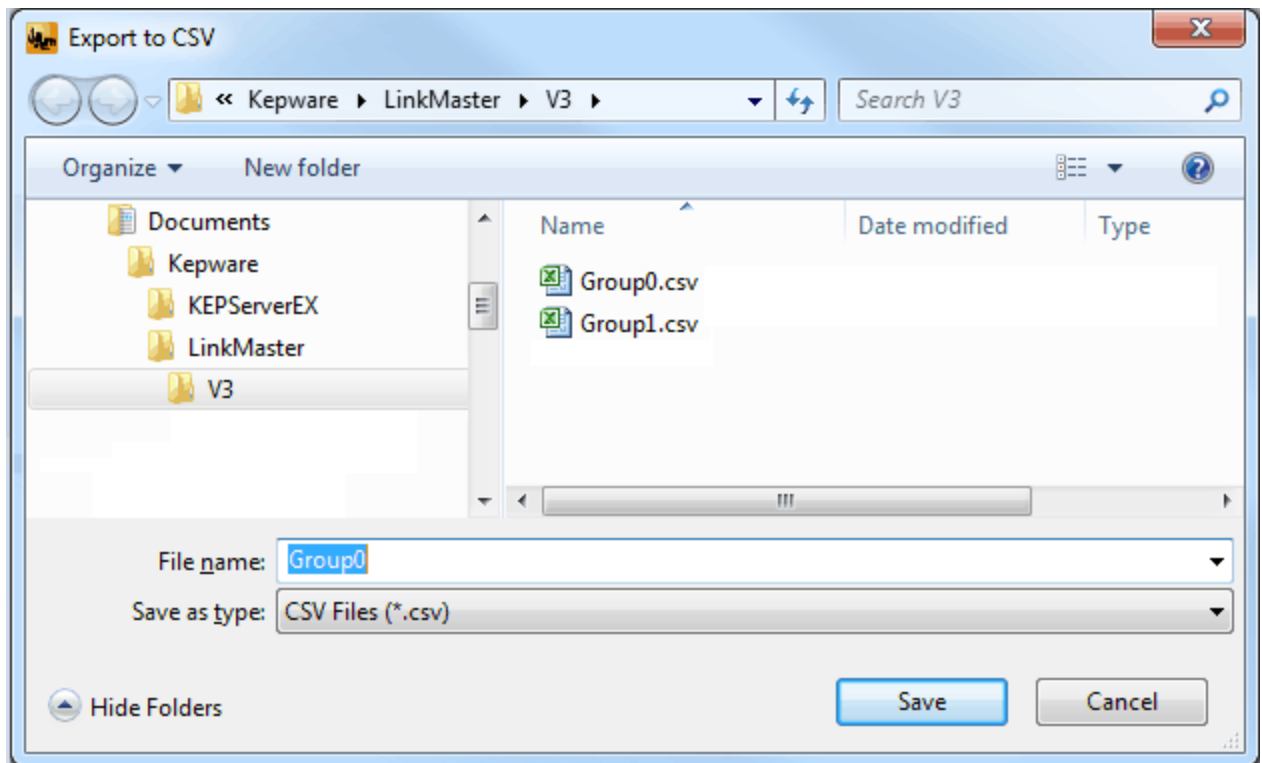 Export to CSV
« Kepware LinkMaster V3 Search V3
Organize New folder
Documents
Kepware
KEPServerEX
LinkMaster
V3
Name Date modified Type
Group0.csv
Group1.csv
File name: Group0
Save as type: CSV Files (*.csv)
Hide Folders Save Cancel